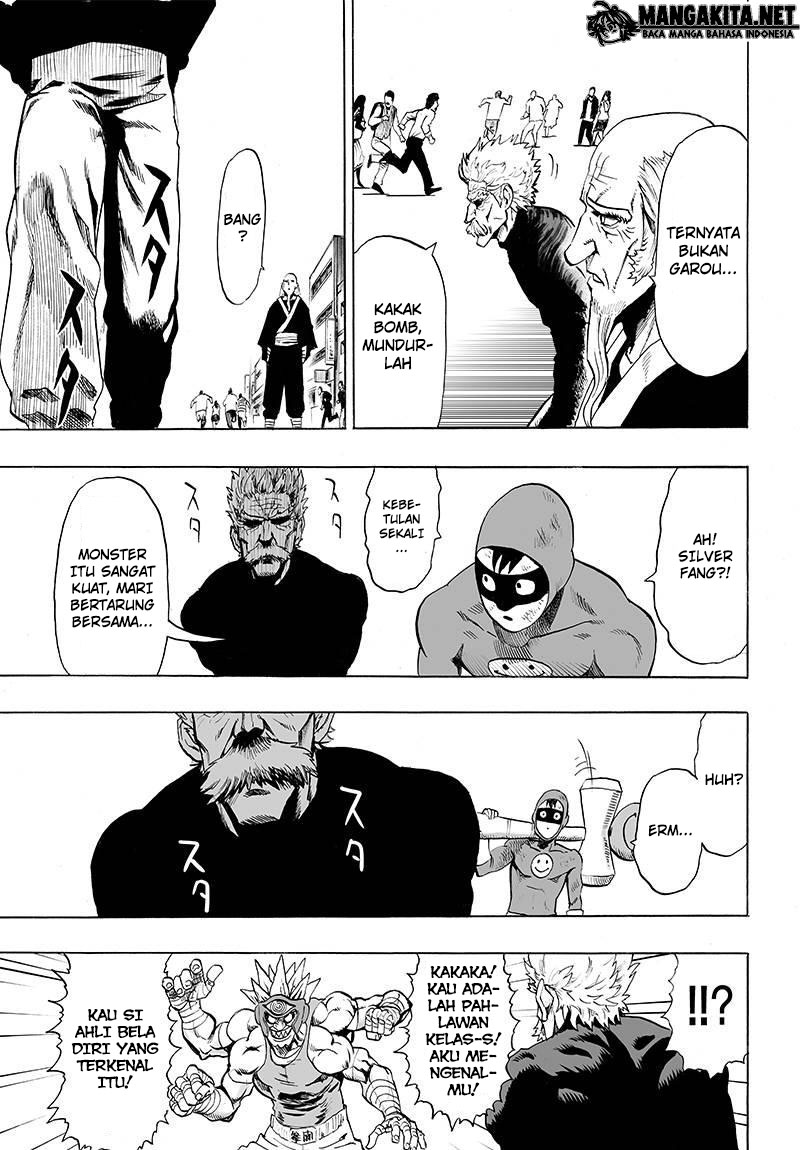 MANGAKITA.NET
BACA MANGA BAHASA INDONESIA
TERNYATA
BUKAN
GAROU...
KAKAK
BOMB,
MUNDUR-
LAH
BANG
?
スタ
スタ
AH!
SILVER
FANG?!
KEBE-
TULAN
SEKALI
...
スタ
スタ
MONSTER
ITU SANGAT
KUAT, MARI
BERTARUNG
BERSAMA...
HUH?
ERM...
スタ
スタ
!!?
KAKAKA!
KAU ADA-
LAH PAH-
LAWAN
KELAS-S!
AKU ME-
NGENAL-
MU!
KAU SI
AHLI BELA
DIRI YANG
TERKENAL
ITU!